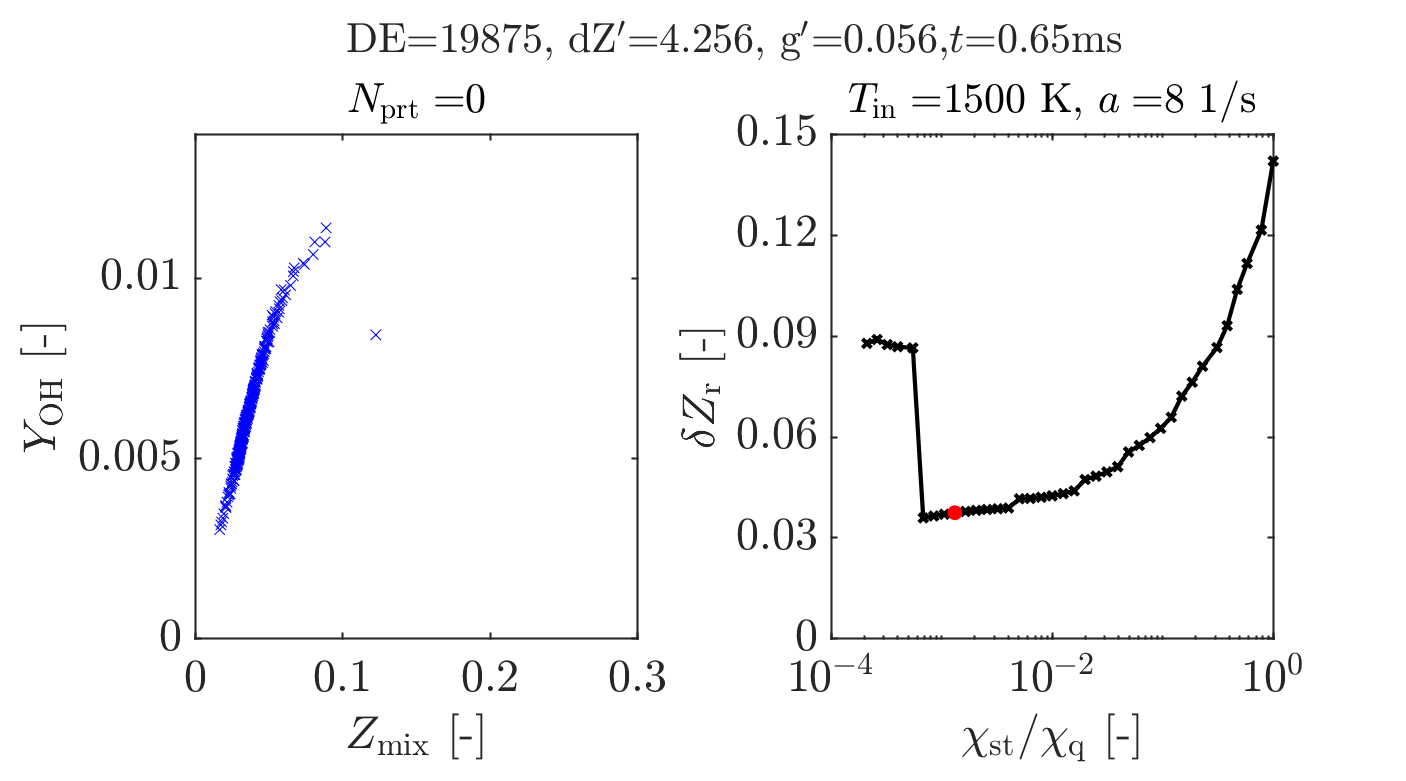 DE=19875, dZ′=4.256, g′=0.056,t=0.65ms
N_prt =0
Y_OH [-]
0.01
0.005
0
0 0.1 0.2 0.3
Z_mix [-]
T_in =1500 K, a =8 1/s
δZ_r [-]
0.15
0.12
0.09
0.06
0.03
0
10⁻⁴ 10⁻² 10⁰
χ_st/χ_q [-]